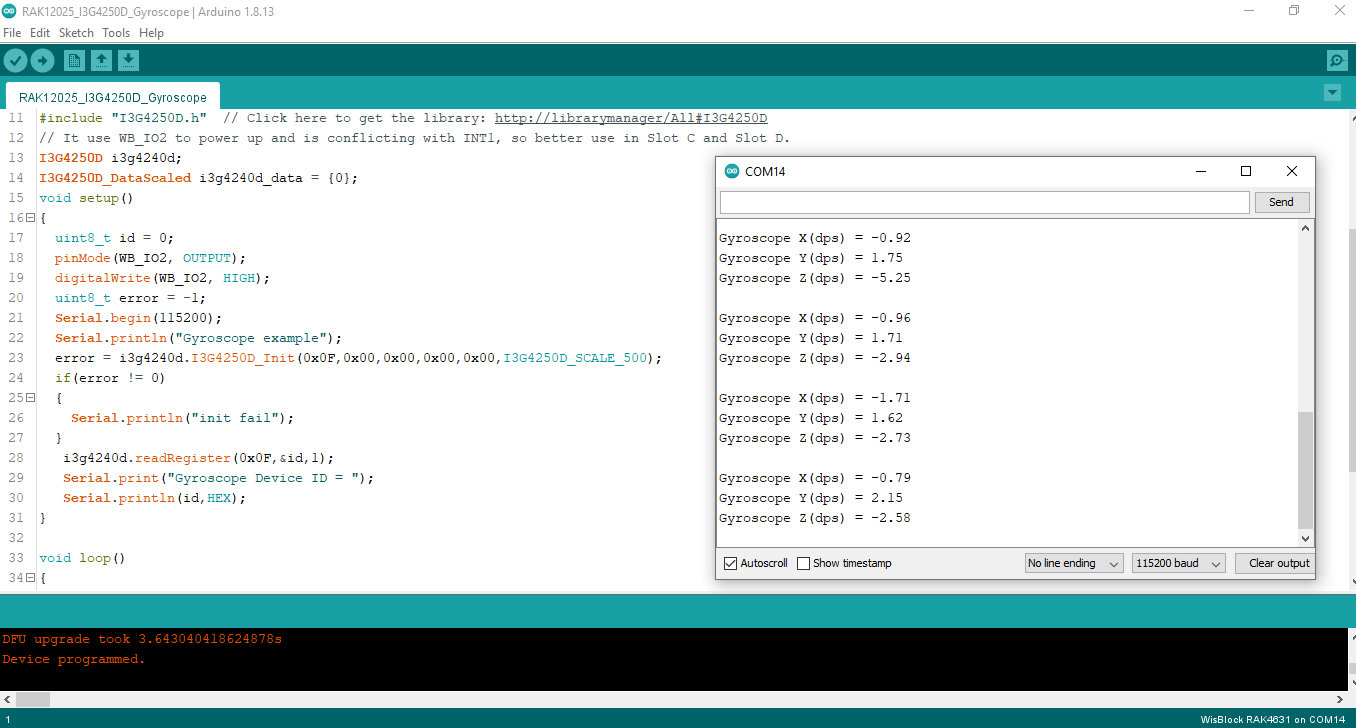 RAK12025_I3G4250D_Gyroscope | Arduino 1.8.13
File Edit Sketch Tools Help
RAK12025_I3G4250D_Gyroscope
11 #include "I3G4250D.h" // Click here to get the library: http://librarymanager/All#I3G4250D
12 // It use WB_IO2 to power up and is conflicting with INT1, so better use in Slot C and Slot D.
13 I3G4250D i3g4240d;
14 I3G4250D_DataScaled i3g4240d_data = {0};
15 void setup()
16 {
17 uint8_t id = 0;
18 pinMode(WB_IO2, OUTPUT);
19 digitalWrite(WB_IO2, HIGH);
20 uint8_t error = -1;
21 Serial.begin(115200);
22 Serial.println("Gyroscope example");
23 error = i3g4240d.I3G4250D_Init(0x0F,0x00,0x00,0x00,0x00,I3G4250D_SCALE_500);
24 if(error != 0)
25 {
26 Serial.println("init fail");
27 }
28 i3g4240d.readRegister(0x0F,&id,1);
29 Serial.print("Gyroscope Device ID = ");
30 Serial.println(id,HEX);
31 }
32
33 void loop()
34 {
COM14
Send
Gyroscope X(dps) = -0.92
Gyroscope Y(dps) = 1.75
Gyroscope Z(dps) = -5.25
Gyroscope X(dps) = -0.96
Gyroscope Y(dps) = 1.71
Gyroscope Z(dps) = -2.94
Gyroscope X(dps) = -1.71
Gyroscope Y(dps) = 1.62
Gyroscope Z(dps) = -2.73
Gyroscope X(dps) = -0.79
Gyroscope Y(dps) = 2.15
Gyroscope Z(dps) = -2.58
Autoscroll Show timestamp No line ending 115200 baud Clear output
DFU upgrade took 3.643040418624878s
Device programmed.
1 WisBlock RAK4631 on COM14